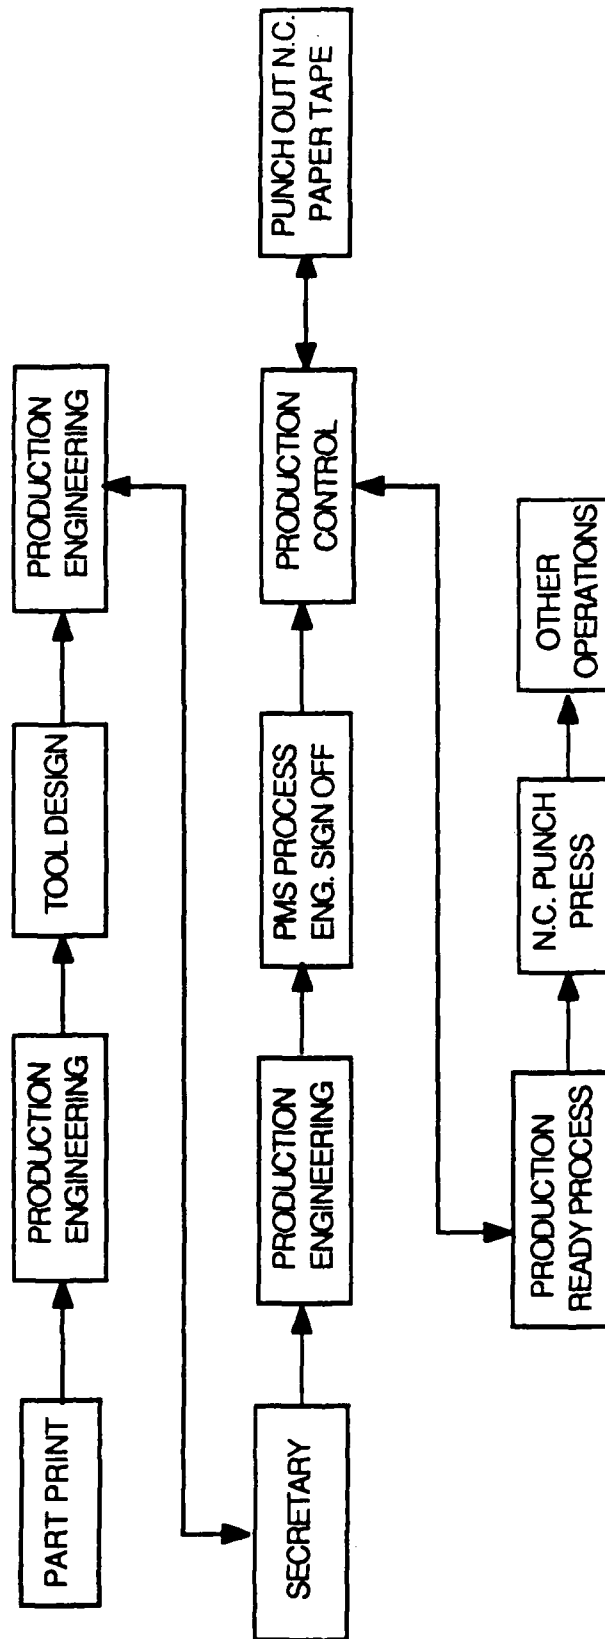 PART PRINT
PRODUCTION
ENGINEERING
TOOL DESIGN
PRODUCTION
ENGINEERING
SECRETARY
PRODUCTION
ENGINEERING
PMS PROCESS
ENG. SIGN OFF
PRODUCTION
CONTROL
PUNCH OUT N.C.
PAPER TAPE
PRODUCTION
READY PROCESS
N.C. PUNCH
PRESS
OTHER
OPERATIONS